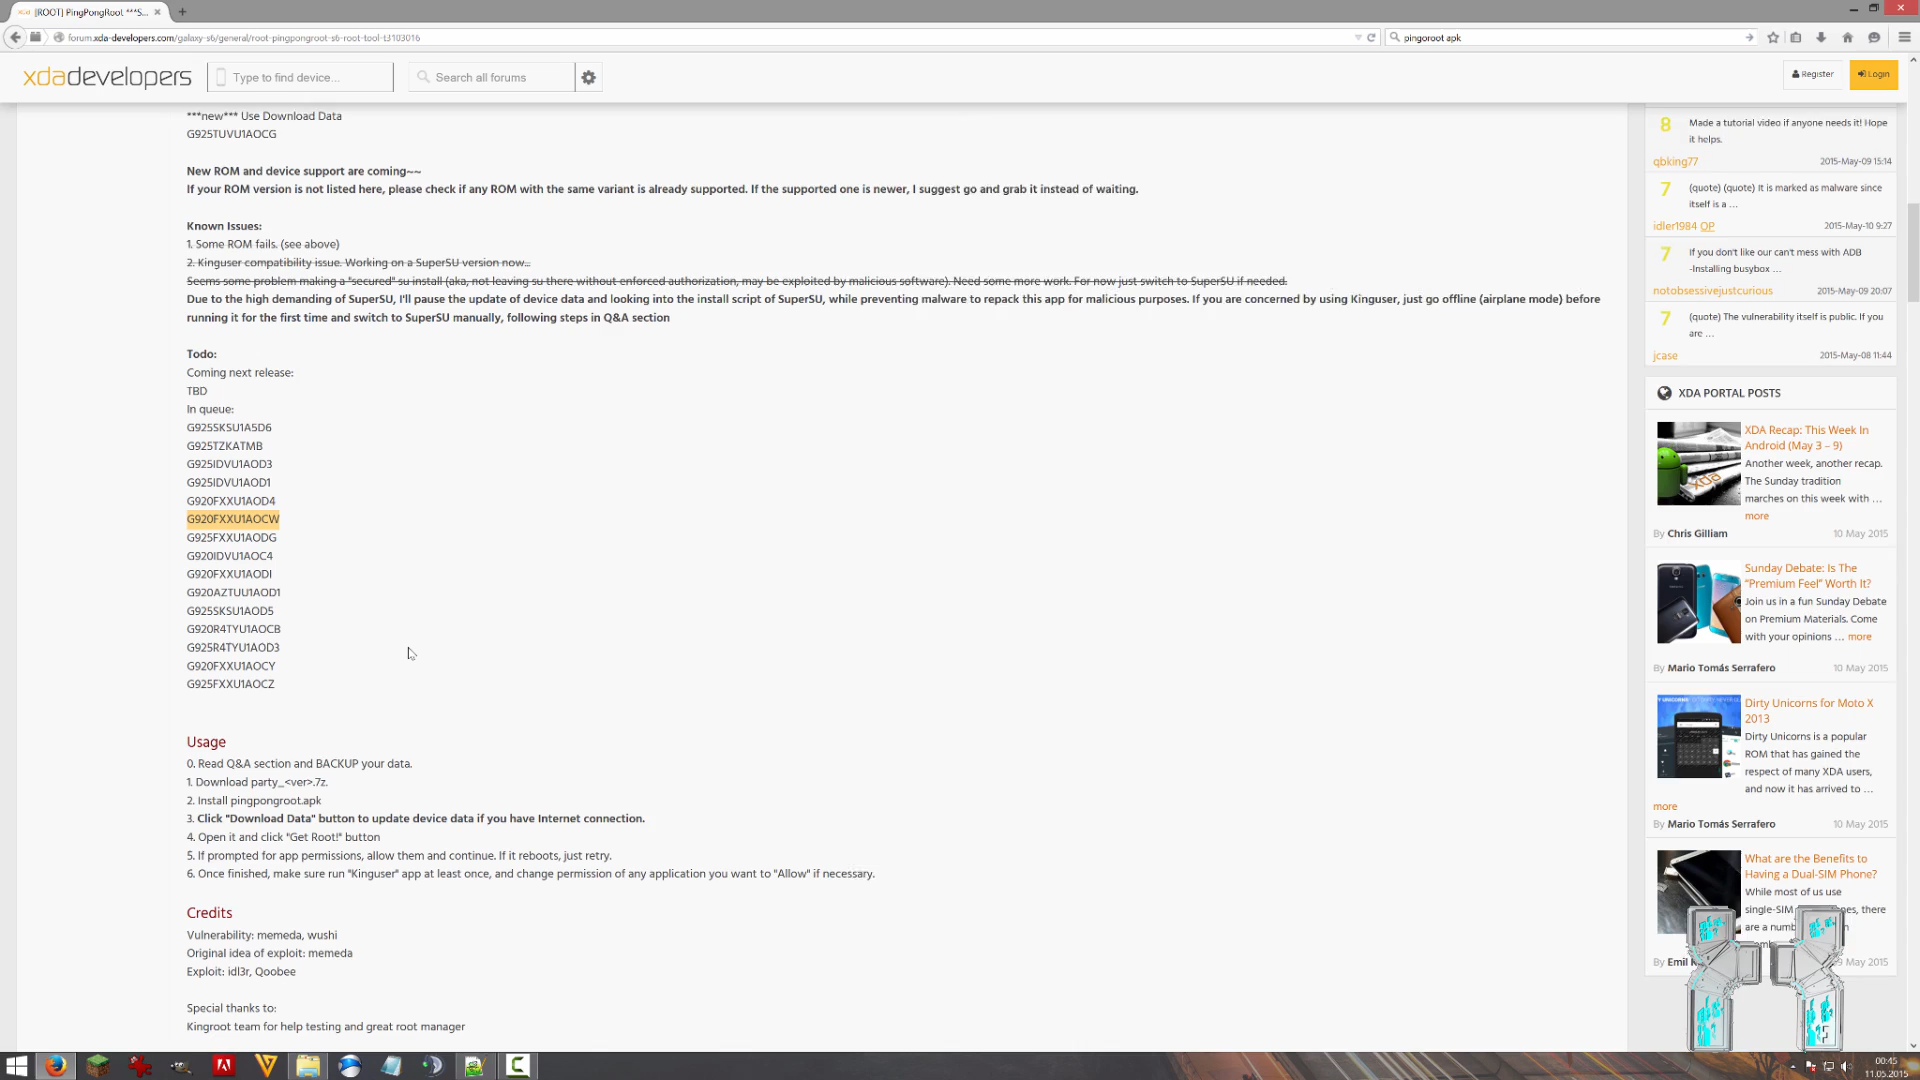 [ROOT] PingPongRoot ***S...
forum.xda-developers.com/galaxy-s6/general/root-pingpongroot-s6-root-tool-t3103016
pingoroot apk
xdadevelopers
Type to find device...
Search all forums
Register
Login
***new*** Use Download Data
G925TUVU1AOCG
New ROM and device support are coming~~
If your ROM version is not listed here, please check if any ROM with the same variant is already supported. If the supported one is newer, I suggest go and grab it instead of waiting.
Known Issues:
1. Some ROM fails. (see above)
2. Kinguser compatibility issue. Working on a SuperSU version now...
Seems some problem making a "secured" su install (aka, not leaving su there without enforced authorization, may be exploited by malicious software). Need some more work. For now just switch to SuperSU if needed.
Due to the high demanding of SuperSU, I'll pause the update of device data and looking into the install script of SuperSU, while preventing malware to repack this app for malicious purposes. If you are concerned by using Kinguser, just go offline (airplane mode) before
running it for the first time and switch to SuperSU manually, following steps in Q&A section
Todo:
Coming next release:
TBD
In queue:
G925SKSU1A5D6
G925TZKATMB
G925IDVU1AOD3
G925IDVU1AOD1
G920FXXU1AOD4
G920FXXU1AOCW
G925FXXU1AODG
G920IDVU1AOC4
G920FXXU1AODI
G920AZTUU1AOD1
G925SKSU1AOD5
G920R4TYU1AOCB
G925R4TYU1AOD3
G920FXXU1AOCY
G925FXXU1AOCZ
Usage
0. Read Q&A section and BACKUP your data.
1. Download party_<ver>.7z.
2. Install pingpongroot.apk
3. Click "Download Data" button to update device data if you have Internet connection.
4. Open it and click "Get Root!" button
5. If prompted for app permissions, allow them and continue. If it reboots, just retry.
6. Once finished, make sure run "Kinguser" app at least once, and change permission of any application you want to "Allow" if necessary.
Credits
Vulnerability: memeda, wushi
Original idea of exploit: memeda
Exploit: idl3r, Qoobee
Special thanks to:
Kingroot team for help testing and great root manager
8
Made a tutorial video if anyone needs it! Hope
it helps.
qbking77
2015-May-09 15:14
7
(quote) (quote) It is marked as malware since
itself is a ...
idler1984 OP
2015-May-10 9:27
7
If you don't like our can't mess with ADB
-Installing busybox ...
notobsessivejustcurious
2015-May-09 20:07
7
(quote) The vulnerability itself is public. If you
are ...
jcase
2015-May-08 11:44
XDA PORTAL POSTS
XDA Recap: This Week In
Android (May 3 – 9)
Another week, another recap.
The Sunday tradition
marches on this week with ...
more
By Chris Gilliam
10 May 2015
Sunday Debate: Is The
"Premium Feel" Worth It?
Join us in a fun Sunday Debate
on Premium Materials. Come
with your opinions ... more
By Mario Tomás Serrafero
10 May 2015
Dirty Unicorns for Moto X
2013
Dirty Unicorns is a popular
ROM that has gained the
respect of many XDA users,
and now it has arrived to ...
more
By Mario Tomás Serrafero
10 May 2015
What are the Benefits to
Having a Dual-SIM Phone?
While most of us use
single-SIM
there
are a
By Emil
May 2015
00:45
11.05.2015